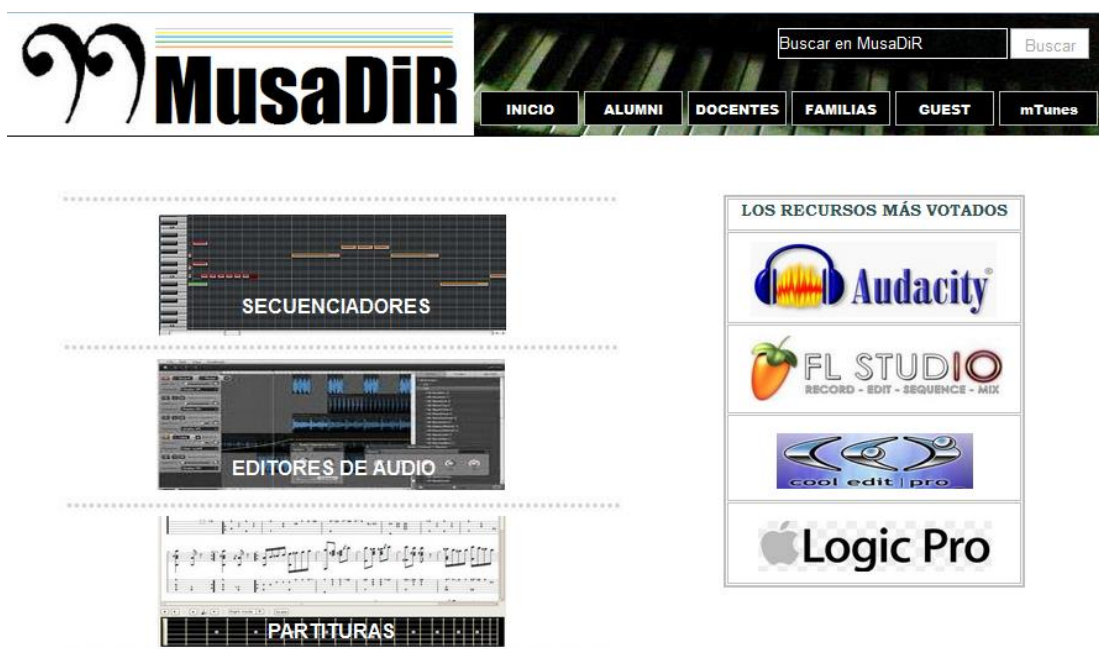 MusaDiR
Buscar en MusaDiR
Buscar
INICIO
ALUMNI
DOCENTES
FAMILIAS
GUEST
mTunes
SECUENCIADORES
EDITORES DE AUDIO
PARTITURAS
LOS RECURSOS MÁS VOTADOS
Audacity®
FL STUDIO
RECORD - EDIT - SEQUENCE - MIX
cool edit | pro
Logic Pro